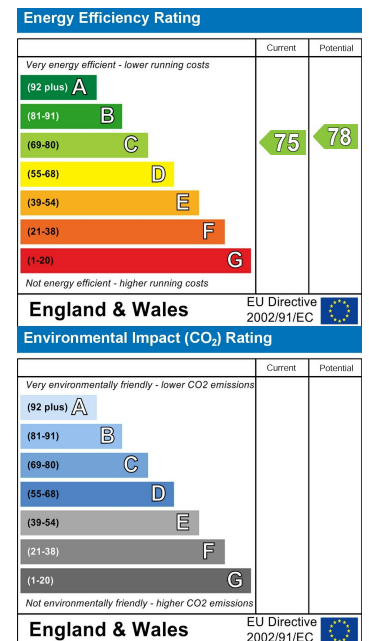 Energy Efficiency Rating
Current Potential
Very energy efficient - lower running costs
(92 plus) A
(81-91) B
(69-80) C 75 78
(55-68) D
(39-54) E
(21-38) F
(1-20) G
Not energy efficient - higher running costs
England & Wales EU Directive 2002/91/EC
Environmental Impact (CO₂) Rating
Current Potential
Very environmentally friendly - lower CO2 emissions
(92 plus) A
(81-91) B
(69-80) C
(55-68) D
(39-54) E
(21-38) F
(1-20) G
Not environmentally friendly - higher CO2 emissions
England & Wales EU Directive 2002/91/EC